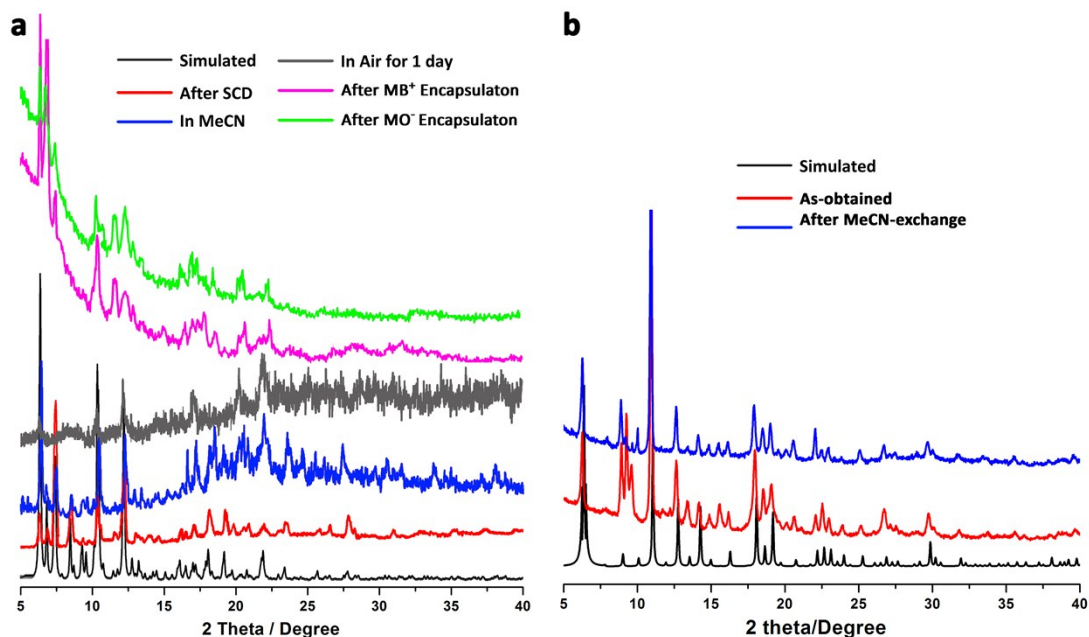 a
Simulated
After SCD
In MeCN
In Air for 1 day
After MB⁺ Encapsulaton
After MO⁻ Encapsulaton
5 10 15 20 25 30 35 40
2 Theta / Degree
b
Simulated
As-obtained
After MeCN-exchange
5 10 15 20 25 30 35 40
2 theta/Degree